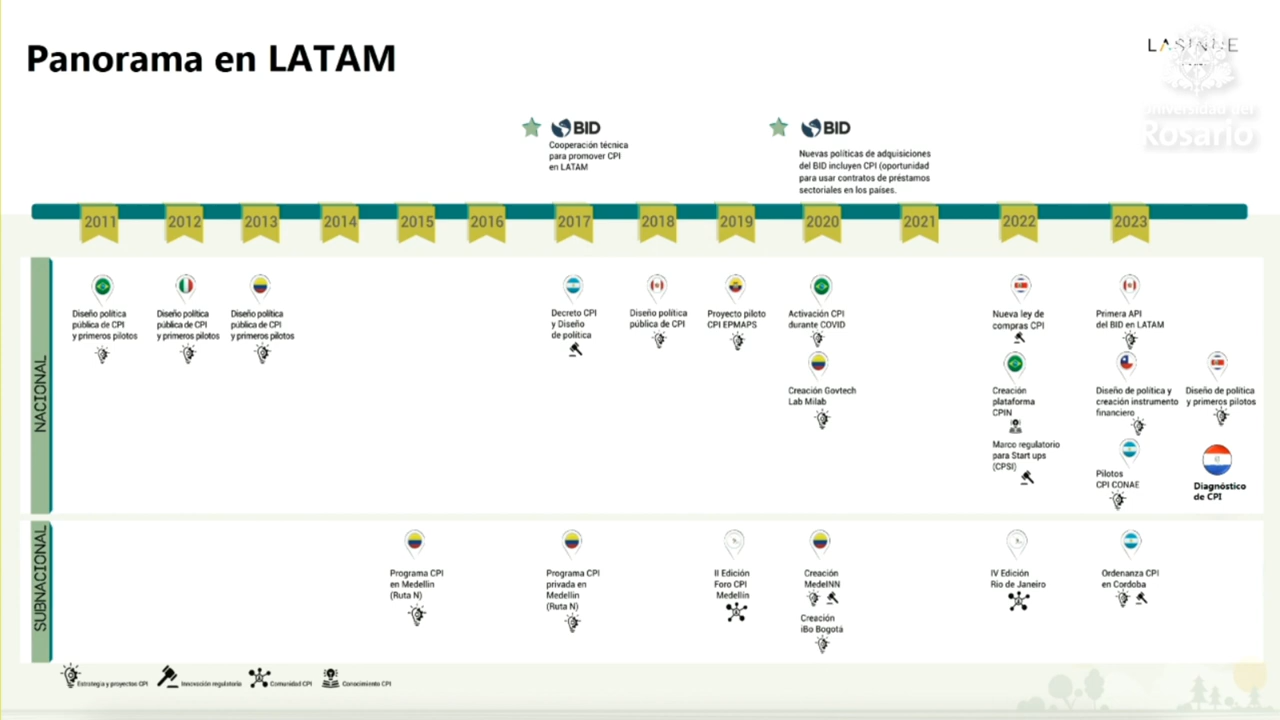 Panorama en LATAM
LASINUE
Universidad del
Rosario
BID
Cooperación técnica
para promover CPI
en LATAM
BID
Nuevas políticas de adquisiciones
del BID incluyen CPI (oportunidad
para usar contratos de préstamos
sectoriales en los países.
2011
2012
2013
2014
2015
2016
2017
2018
2019
2020
2021
2022
2023
NACIONAL
Diseño política
pública de CPI
y primeros pilotos
Diseño política
pública de CPI
y primeros pilotos
Diseño política
pública de CPI
y primeros pilotos
Decreto CPI
y Diseño
de política
Diseño política
pública de CPI
Proyecto piloto
CPI EPMAPS
Activación CPI
durante COVID
Creación Govtech
Lab Milab
Nueva ley de
compras CPI
Creación
plataforma
CPIN
Marco regulatorio
para Start ups
(CPSI)
Primera API
del BID en LATAM
Diseño de política y
creación instrumento
financiero
Pilotos
CPI CONAE
Diseño de política
y primeros pilotos
Diagnóstico
de CPI
SUBNACIONAL
Programa CPI
en Medellin
(Ruta N)
Programa CPI
privada en
Medellin
(Ruta N)
II Edición
Foro CPI
Medellín
Creación
MedeINN
Creación
iBo Bogotá
IV Edición
Rio de Janeiro
Ordenanza CPI
en Cordoba
Estrategia y proyectos CPI
Innovación regulatoria
Comunidad CPI
Conocimiento CPI